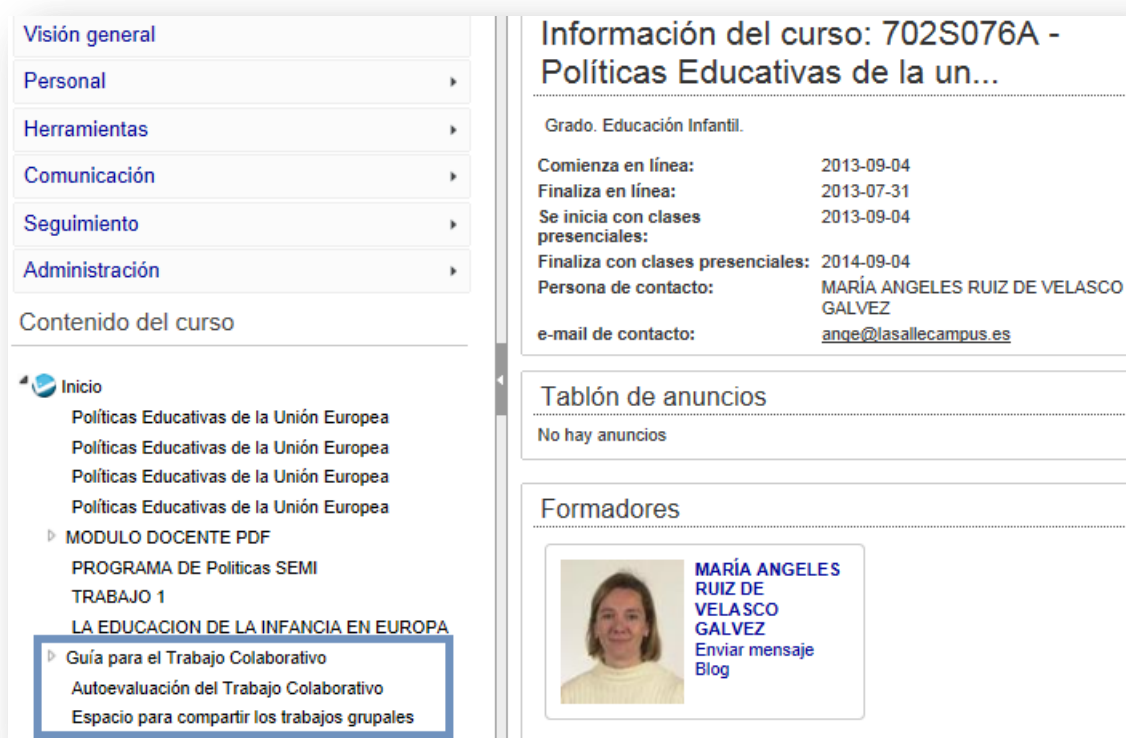 Visión general
Personal
Herramientas
Comunicación
Seguimiento
Administración
Contenido del curso
Inicio
Políticas Educativas de la Unión Europea
Políticas Educativas de la Unión Europea
Políticas Educativas de la Unión Europea
Políticas Educativas de la Unión Europea
MODULO DOCENTE PDF
PROGRAMA DE Politicas SEMI
TRABAJO 1
LA EDUCACION DE LA INFANCIA EN EUROPA
Guía para el Trabajo Colaborativo
Autoevaluación del Trabajo Colaborativo
Espacio para compartir los trabajos grupales
Información del curso: 702S076A -
Políticas Educativas de la un...
Grado. Educación Infantil.
Comienza en línea: 2013-09-04
Finaliza en línea: 2013-07-31
Se inicia con clases 2013-09-04
presenciales:
Finaliza con clases presenciales: 2014-09-04
Persona de contacto: MARÍA ANGELES RUIZ DE VELASCO
GALVEZ
e-mail de contacto: ange@lasallecampus.es
Tablón de anuncios
No hay anuncios
Formadores
MARÍA ANGELES
RUIZ DE
VELASCO
GALVEZ
Enviar mensaje
Blog